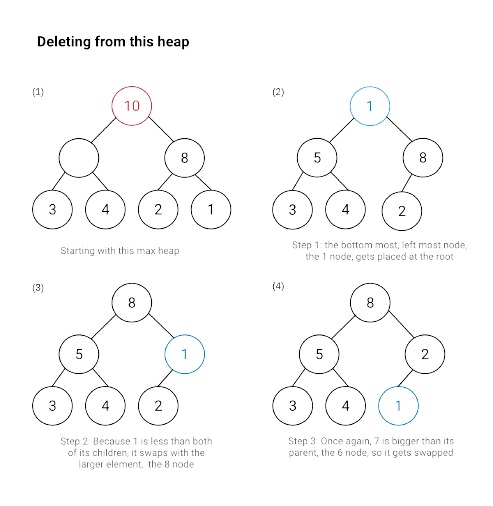 Deleting from this heap
(1)
10
8
3 4 2 1
Starting with this max heap
(2)
1
5 8
3 4 2
Step 1: the bottom most, left most node,
the 1 node, gets placed at the root
(3)
8
5 1
3 4 2
Step 2: Because 1 is less than both
of its children, it swaps with the
larger element, the 8 node
(4)
8
5 2
3 4 1
Step 3: Once again, 7 is bigger than its
parent, the 6 node, so it gets swapped